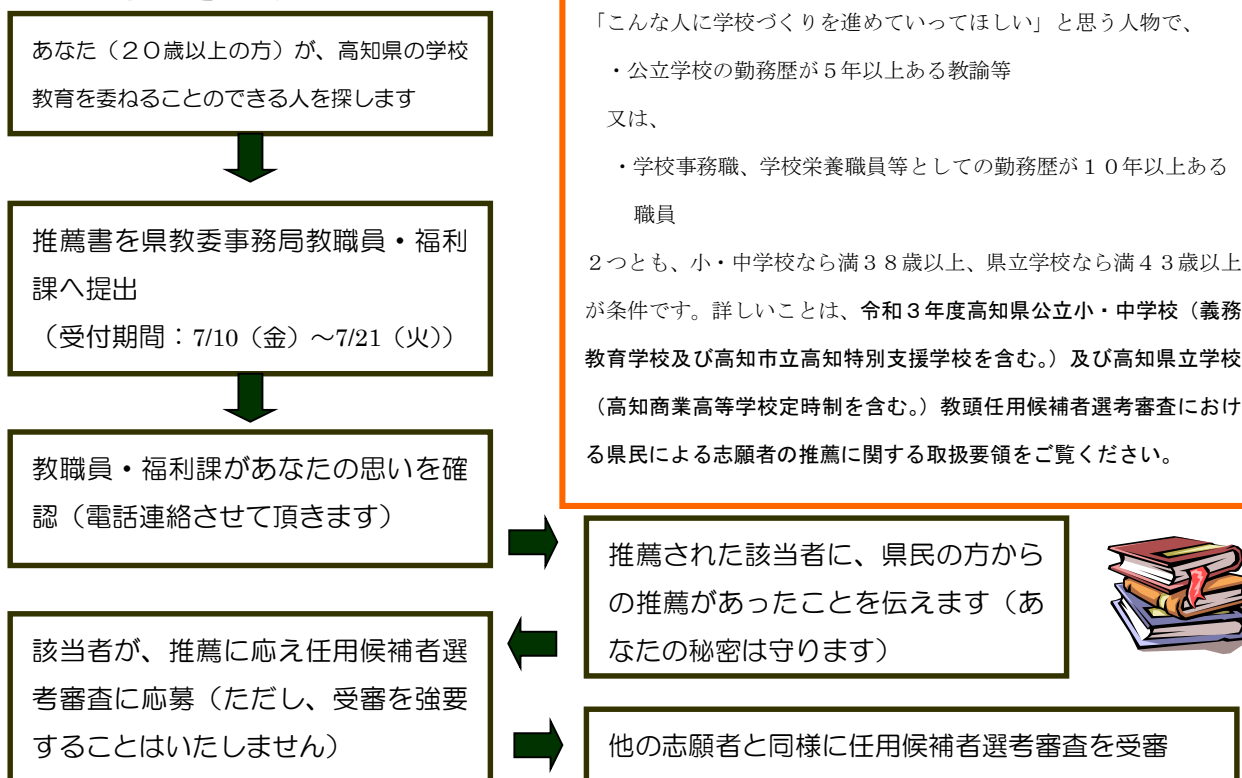 あなた（２０歳以上の方）が、高知県の学校
教育を委ねることのできる人を探します
推薦書を県教委事務局教職員・福利
課へ提出
（受付期間：7/10（金）～7/21（火））
教職員・福利課があなたの思いを確
認（電話連絡させて頂きます）
「こんな人に学校づくりを進めていってほしい」と思う人物で、
・公立学校の勤務歴が５年以上ある教諭等
又は、
・学校事務職、学校栄養職員等としての勤務歴が１０年以上ある
職員
２つとも、小・中学校なら満３８歳以上、県立学校なら満４３歳以上
が条件です。詳しいことは、令和３年度高知県公立小・中学校（義務
教育学校及び高知市立高知特別支援学校を含む。）及び高知県立学校
（高知商業高等学校定時制を含む。）教頭任用候補者選考審査におけ
る県民による志願者の推薦に関する取扱要領をご覧ください。
推薦された該当者に、県民の方から
の推薦があったことを伝えます（あ
なたの秘密は守ります）
該当者が、推薦に応え任用候補者選
考審査に応募（ただし、受審を強要
することはいたしません）
他の志願者と同様に任用候補者選考審査を受審